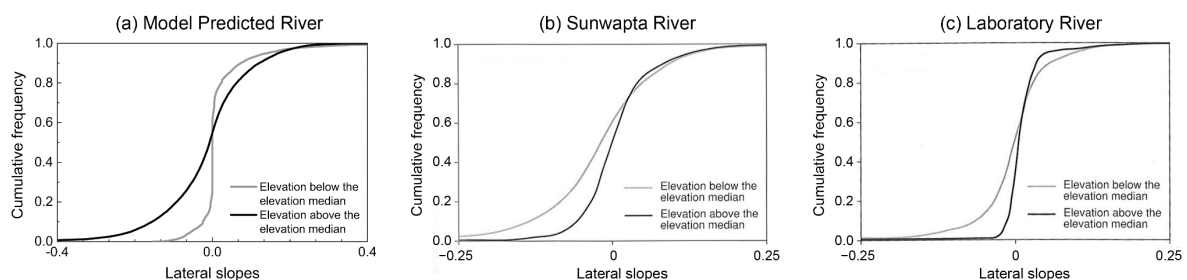 (a) Model Predicted River
Cumulative frequency
1.0
0.8
0.6
0.4
0.2
0.0
-0.4
0.0
0.4
Lateral slopes
Elevation below the
elevation median
Elevation above the
elevation median
(b) Sunwapta River
Cumulative frequency
1.0
0.8
0.6
0.4
0.2
0.0
−0.25
0
0.25
Lateral slopes
Elevation below the
elevation median
Elevation above the
elevation median
(c) Laboratory River
Cumulative frequency
1.0
0.8
0.6
0.4
0.2
0.0
−0.25
0
0.25
Lateral slopes
Elevation below the
elevation median
Elevation above the
elevation median